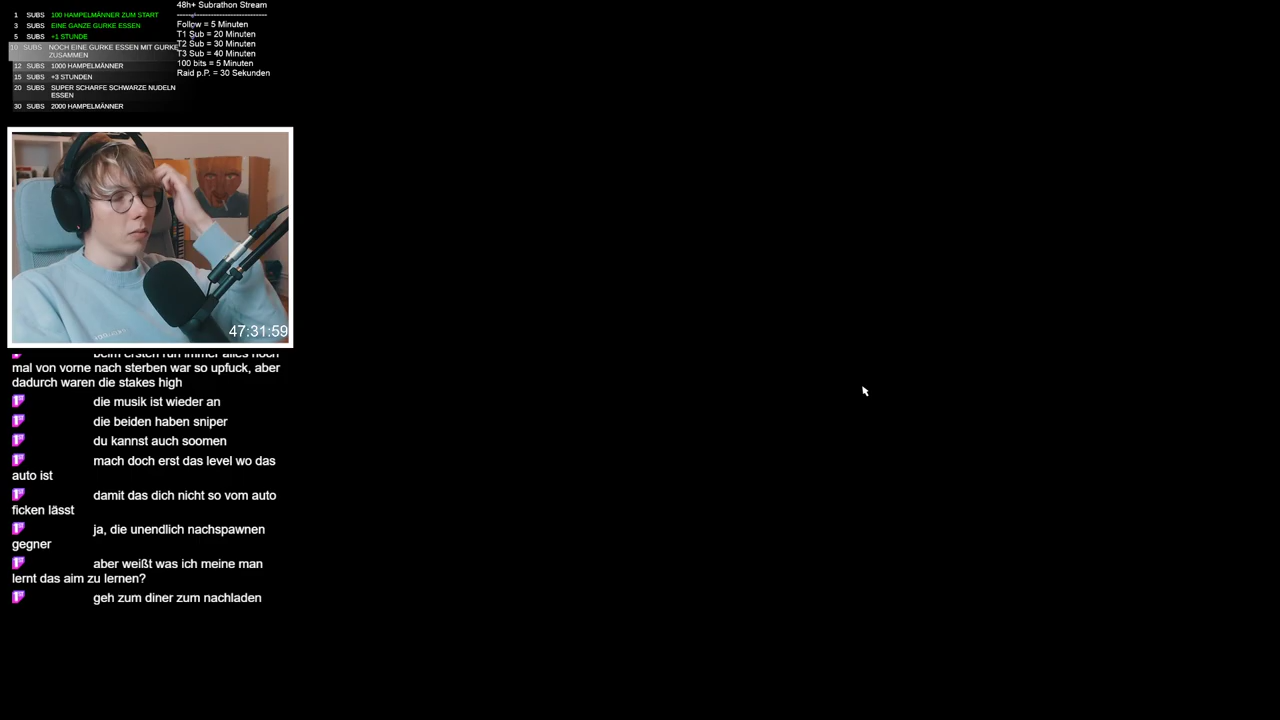 1 SUBS 100 HAMPELMÄNNER ZUM START
3 SUBS EINE GANZE GURKE ESSEN
5 SUBS +1 STUNDE
10 SUBS NOCH EINE GURKE ESSEN MIT GURKE
ZUSAMMEN
12 SUBS 1000 HAMPELMÄNNER
15 SUBS +3 STUNDEN
20 SUBS SUPER SCHARFE SCHWARZE NUDELN
ESSEN
30 SUBS 2000 HAMPELMÄNNER
48h+ Subrathon Stream
--------------------------------
Follow = 5 Minuten
T1 Sub = 20 Minuten
T2 Sub = 30 Minuten
T3 Sub = 40 Minuten
100 bits = 5 Minuten
Raid p.P. = 30 Sekunden
47:31:59
beim ersten run immer alles noch
mal von vorne nach sterben war so upfuck, aber
dadurch waren die stakes high
die musik ist wieder an
die beiden haben sniper
du kannst auch soomen
mach doch erst das level wo das
auto ist
damit das dich nicht so vom auto
ficken lässt
ja, die unendlich nachspawnen
gegner
aber weißt was ich meine man
lernt das aim zu lernen?
geh zum diner zum nachladen